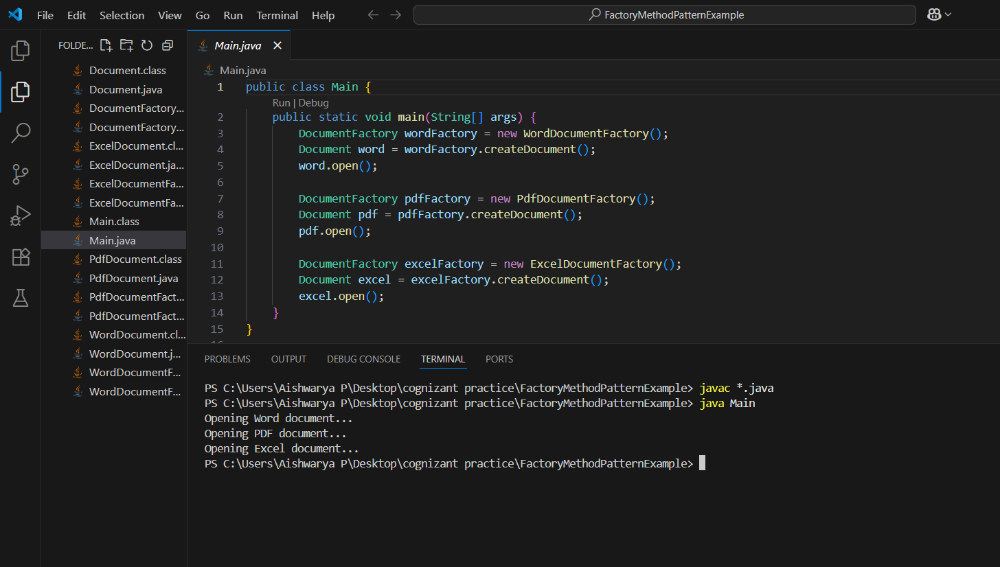 File Edit Selection View Go Run Terminal Help
FactoryMethodPatternExample
FOLDE...
Document.class
Document.java
DocumentFactory...
DocumentFactory...
ExcelDocument.cl...
ExcelDocument.ja...
ExcelDocumentFa...
ExcelDocumentFa...
Main.class
Main.java
PdfDocument.class
PdfDocument.java
PdfDocumentFact...
PdfDocumentFact...
WordDocument.cl...
WordDocument.j...
WordDocumentF...
WordDocumentF...
Main.java
Main.java
1 public class Main {
Run | Debug
2 public static void main(String[] args) {
3 DocumentFactory wordFactory = new WordDocumentFactory();
4 Document word = wordFactory.createDocument();
5 word.open();
6
7 DocumentFactory pdfFactory = new PdfDocumentFactory();
8 Document pdf = pdfFactory.createDocument();
9 pdf.open();
10
11 DocumentFactory excelFactory = new ExcelDocumentFactory();
12 Document excel = excelFactory.createDocument();
13 excel.open();
14 }
15 }
PROBLEMS OUTPUT DEBUG CONSOLE TERMINAL PORTS
PS C:\Users\Aishwarya P\Desktop\cognizant practice\FactoryMethodPatternExample> javac *.java
PS C:\Users\Aishwarya P\Desktop\cognizant practice\FactoryMethodPatternExample> java Main
Opening Word document...
Opening PDF document...
Opening Excel document...
PS C:\Users\Aishwarya P\Desktop\cognizant practice\FactoryMethodPatternExample>